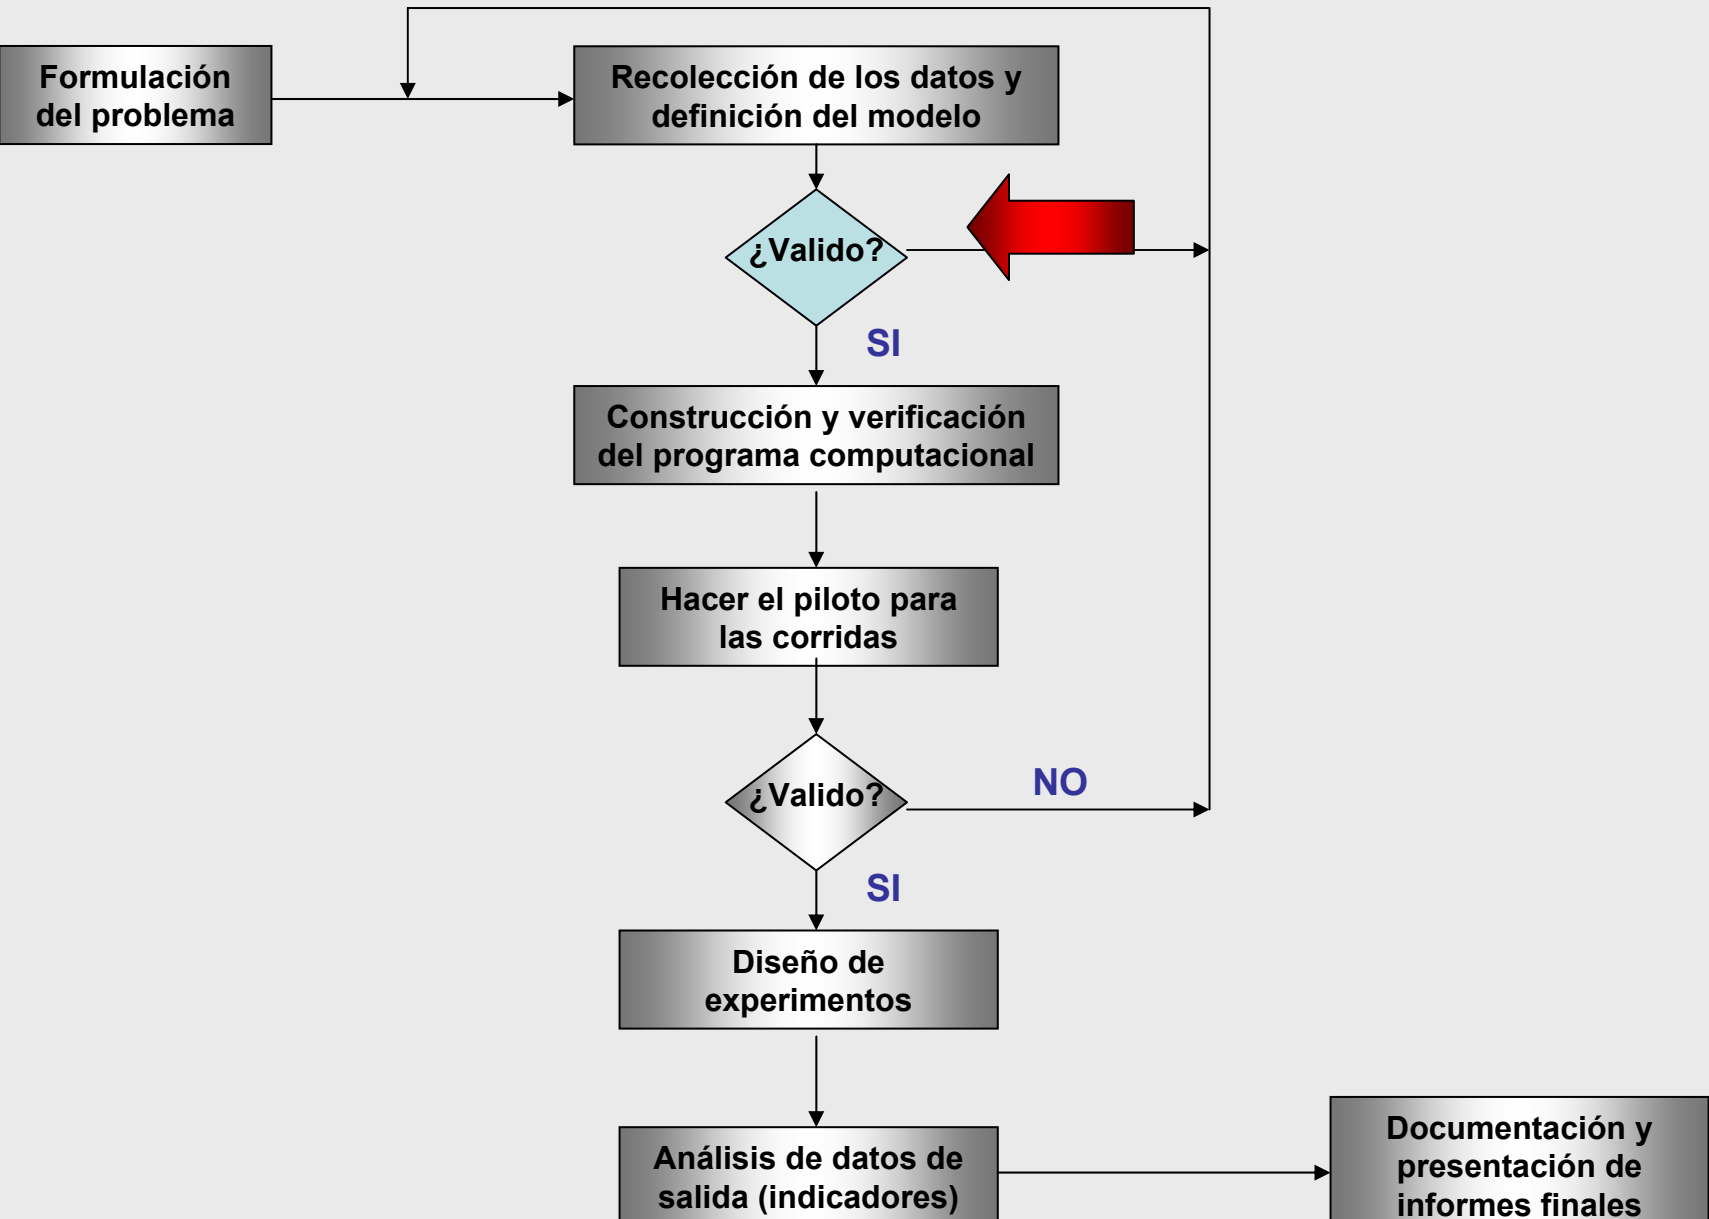 Formulación
del problema
Recolección de los datos y
definición del modelo
¿Valido?
SI
Construcción y verificación
del programa computacional
Hacer el piloto para
las corridas
¿Valido?
NO
SI
Diseño de
experimentos
Análisis de datos de
salida (indicadores)
Documentación y
presentación de
informes finales